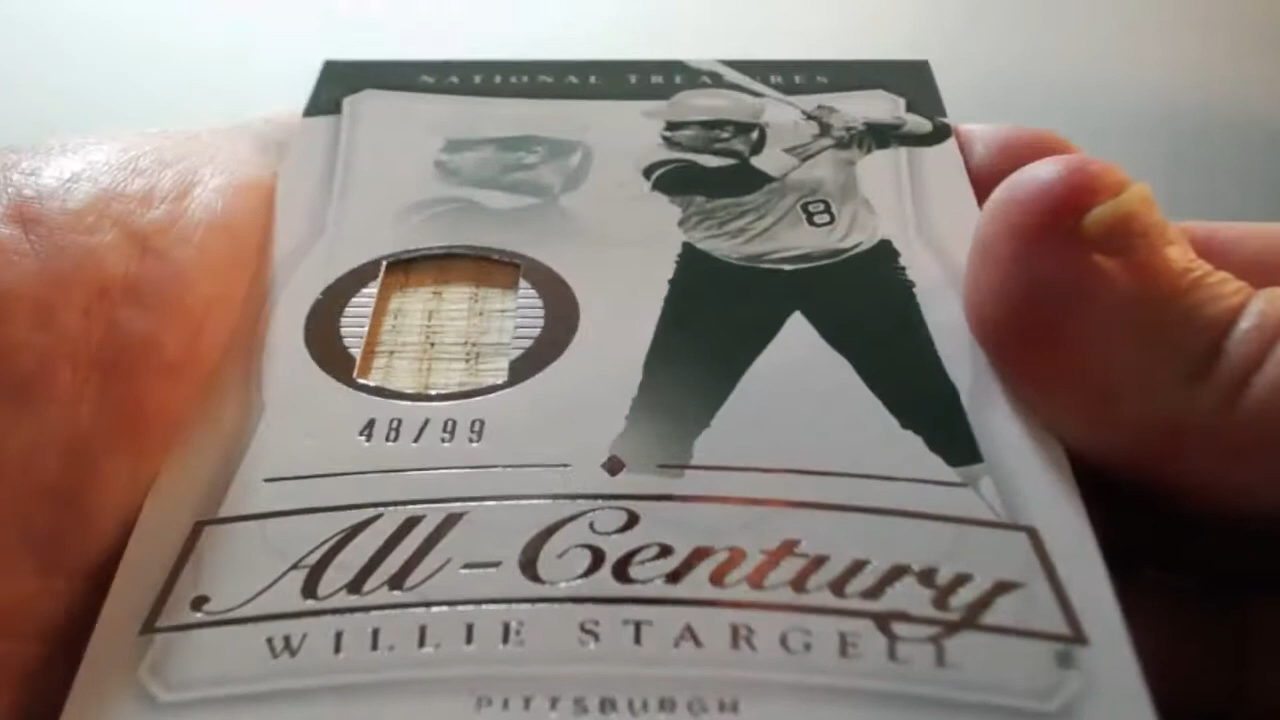 NATIONAL TREASURES
8
48/99
All-Century
WILLIE STARGELL
PITTSBURGH